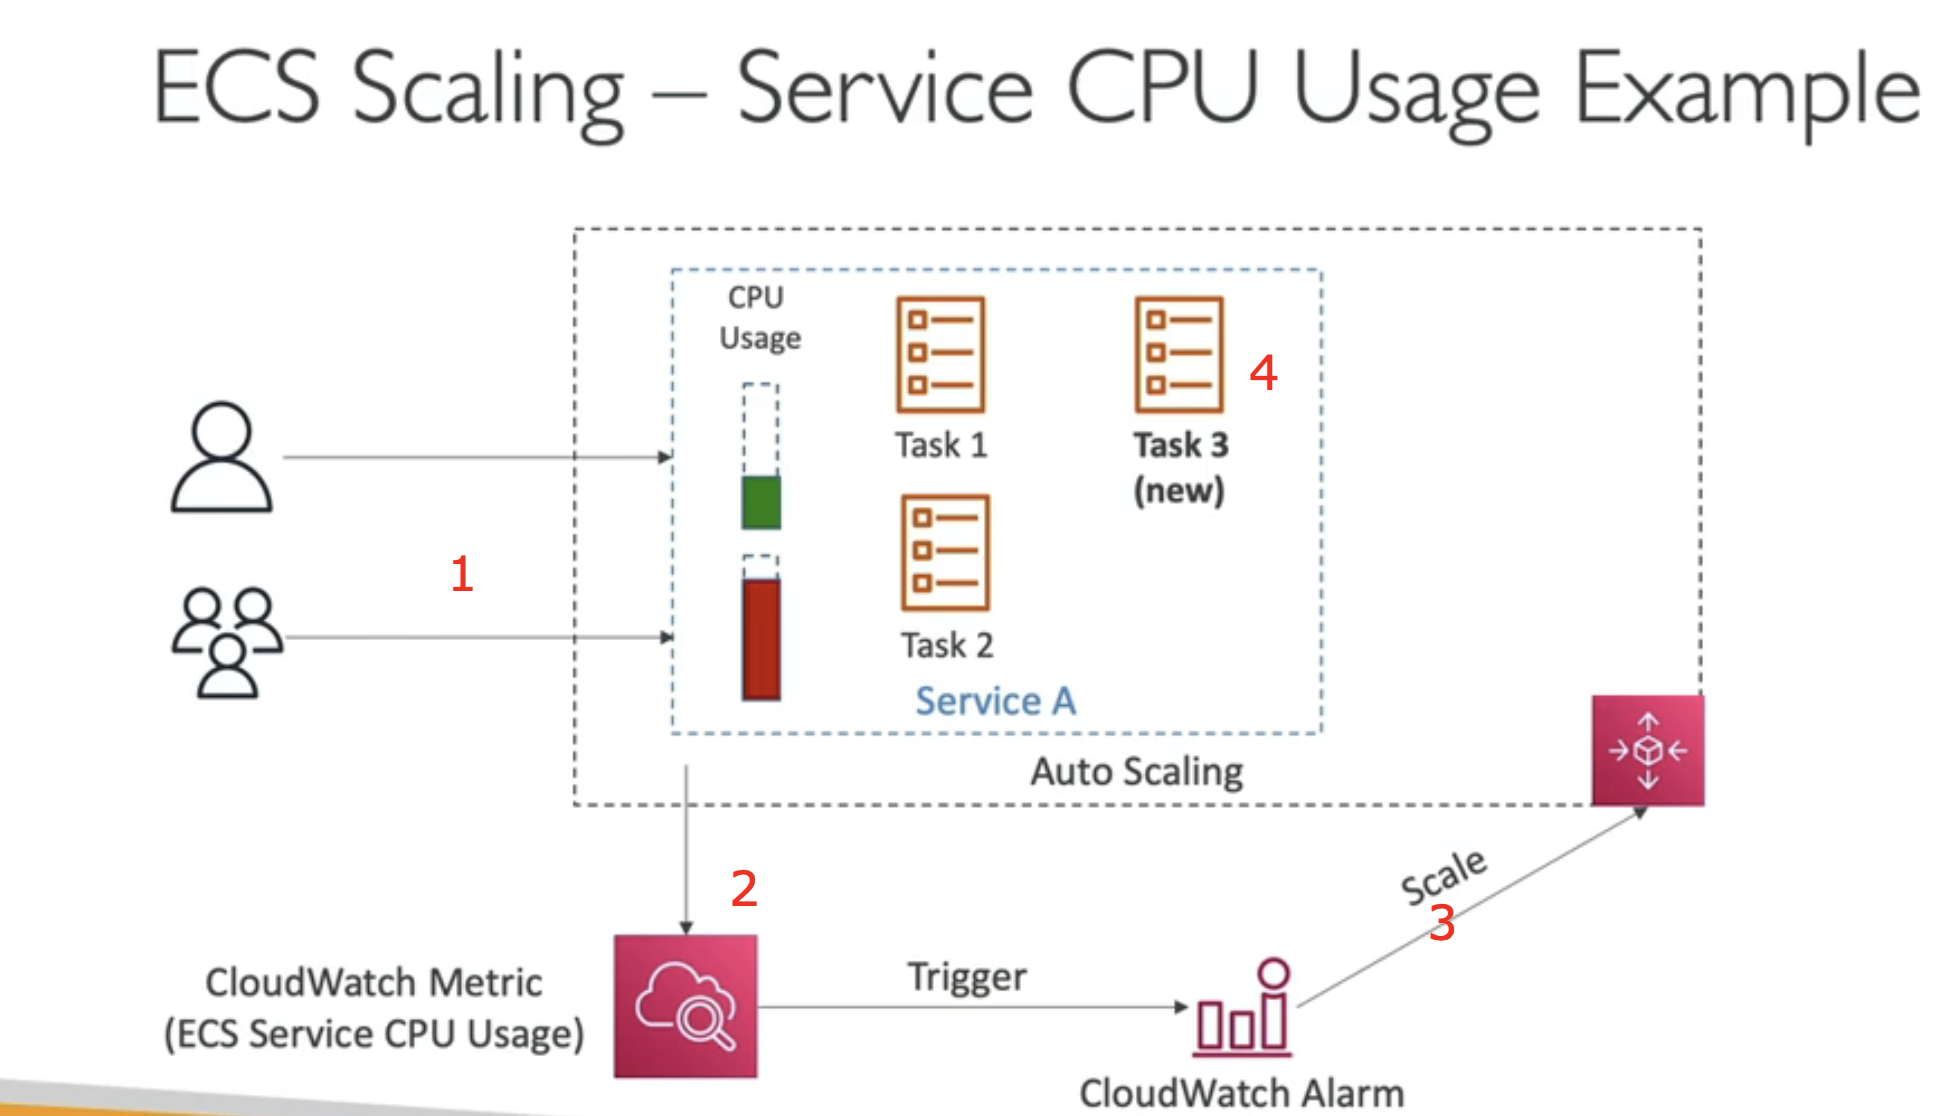 ECS Scaling – Service CPU Usage Example
CPU
Usage
Task 1
Task 3
(new)
4
1
Task 2
Service A
Auto Scaling
2
Scale
3
CloudWatch Metric
(ECS Service CPU Usage)
Trigger
CloudWatch Alarm